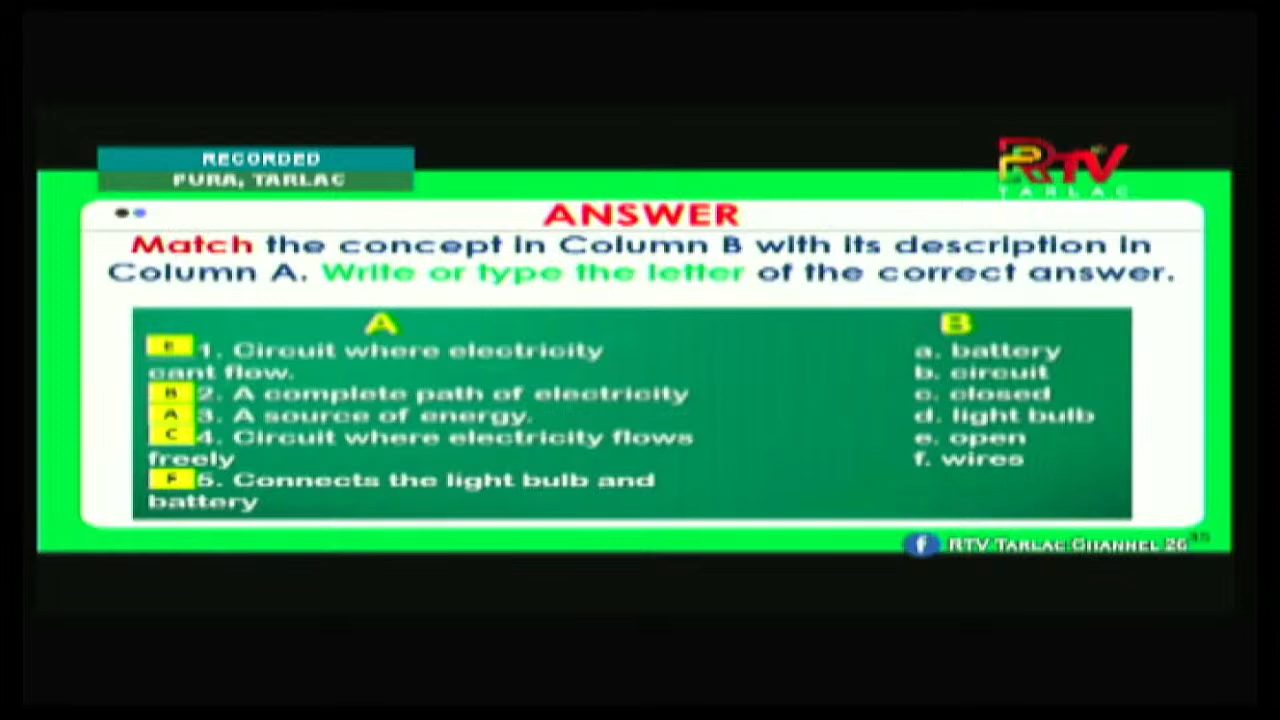 RECORDED
PURA, TARLAC
RTV
TARLAC
ANSWER
Match the concept in Column B with its description in
Column A. Write or type the letter of the correct answer.
A
B
E 1. Circuit where electricity
cant flow.
B 2. A complete path of electricity
A 3. A source of energy.
C 4. Circuit where electricity flows
freely
F 5. Connects the light bulb and
battery
a. battery
b. circuit
c. closed
d. light bulb
e. open
f. wires
f RTV TARLAC CHANNEL 26